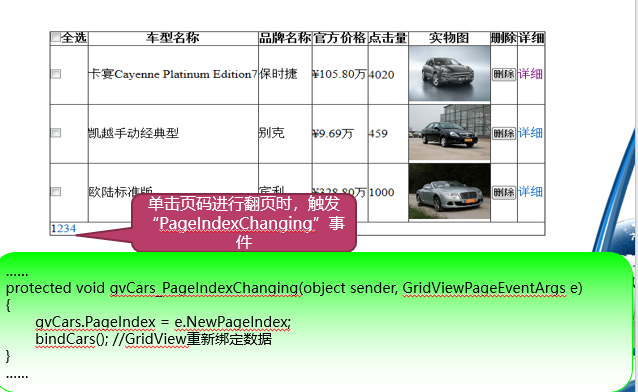 全选 车型名称 品牌名称 官方价格 点击量 实物图 删除 详细
卡宴Cayenne Platinum Edition7 保时捷 ¥105.80万 4020 删除 详细
凯越手动经典型 别克 ¥9.69万 459 删除 详细
欧陆标准版 宾利 ¥328.80万 1000 删除 详细
1234
单击页码进行翻页时，触发
“PageIndexChanging”事
件
……
protected void gvCars_PageIndexChanging(object sender, GridViewPageEventArgs e)
{
gvCars.PageIndex = e.NewPageIndex;
bindCars(); //GridView重新绑定数据
}
……